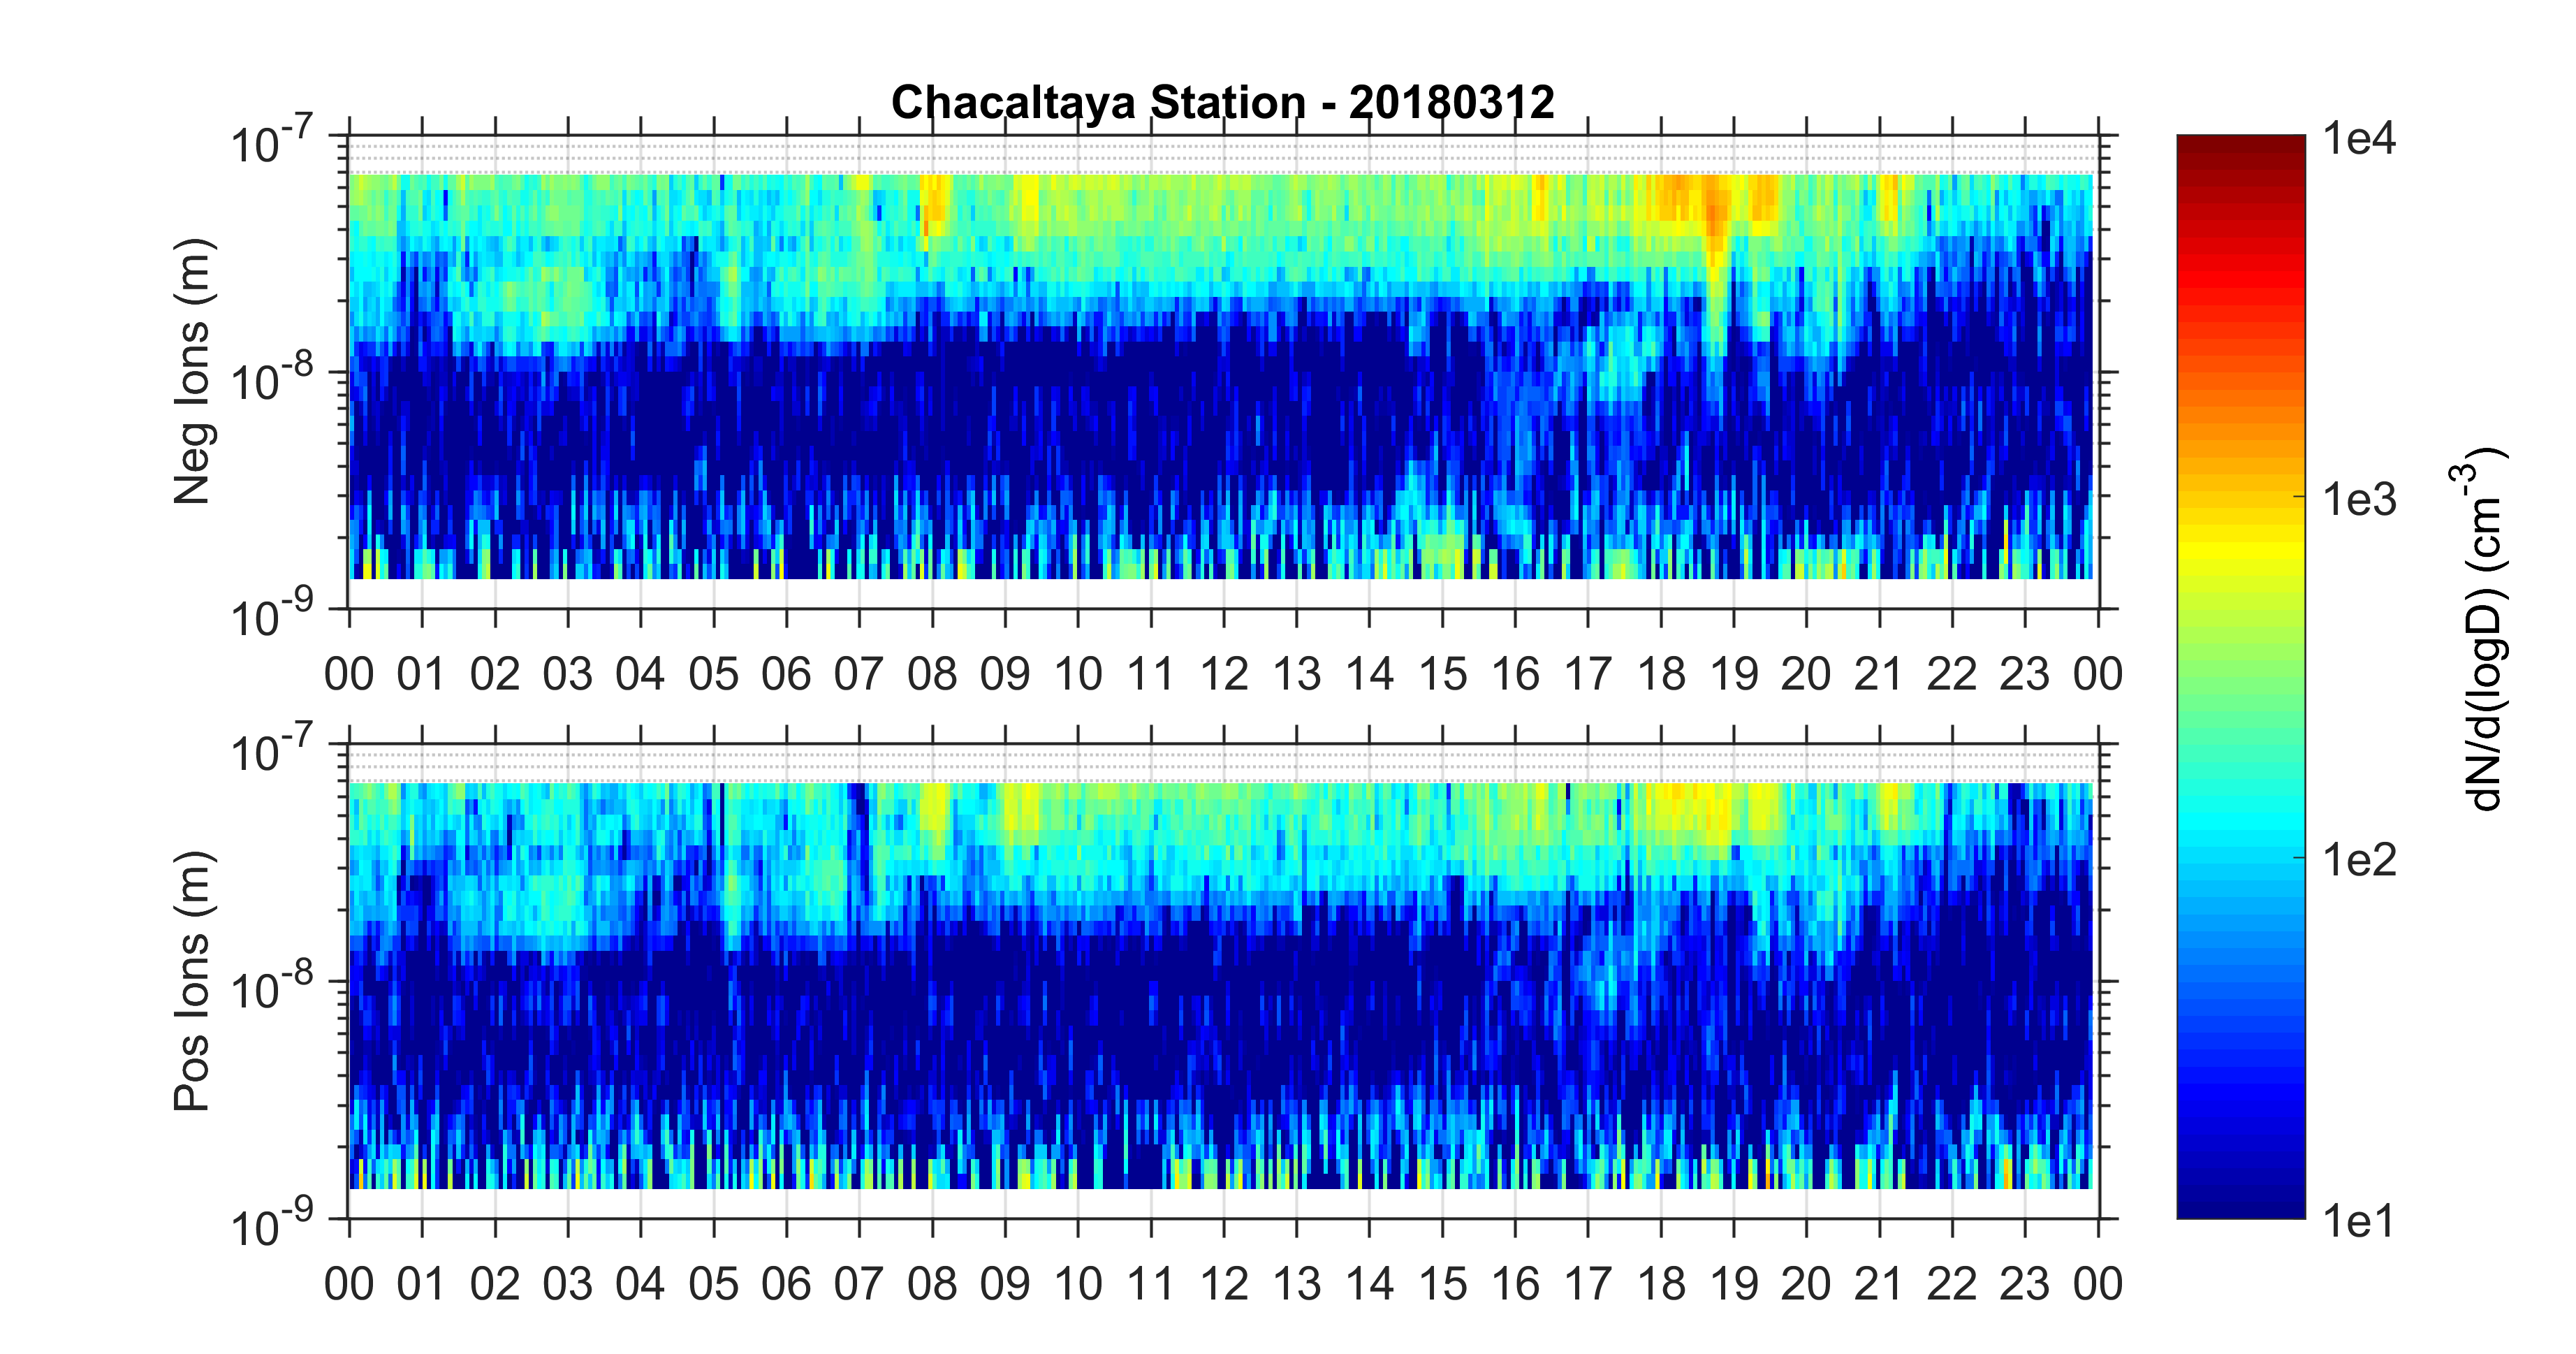 Chacaltaya Station - 20180312
10-7
10-8
10-9
Neg Ions (m)
00 01 02 03 04 05 06 07 08 09 10 11 12 13 14 15 16 17 18 19 20 21 22 23 00
10-7
10-8
10-9
Pos Ions (m)
00 01 02 03 04 05 06 07 08 09 10 11 12 13 14 15 16 17 18 19 20 21 22 23 00
1e4
1e3
1e2
1e1
dN/d(logD) (cm-3)